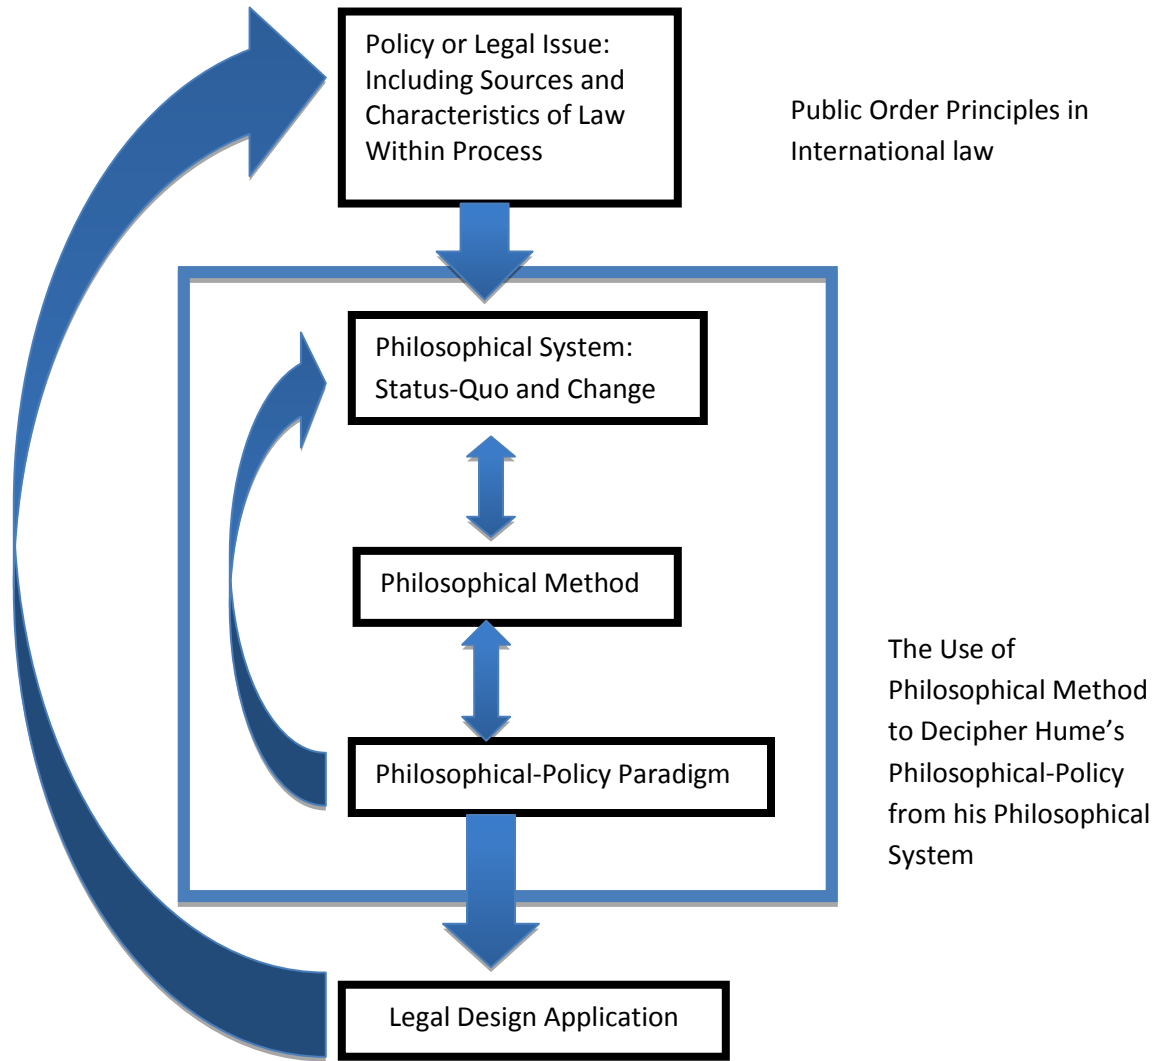 Policy or Legal Issue:
Including Sources and
Characteristics of Law
Within Process
Public Order Principles in
International law
Philosophical System:
Status-Quo and Change
Philosophical Method
The Use of
Philosophical Method
to Decipher Hume’s
Philosophical-Policy
from his Philosophical
System
Philosophical-Policy Paradigm
Legal Design Application